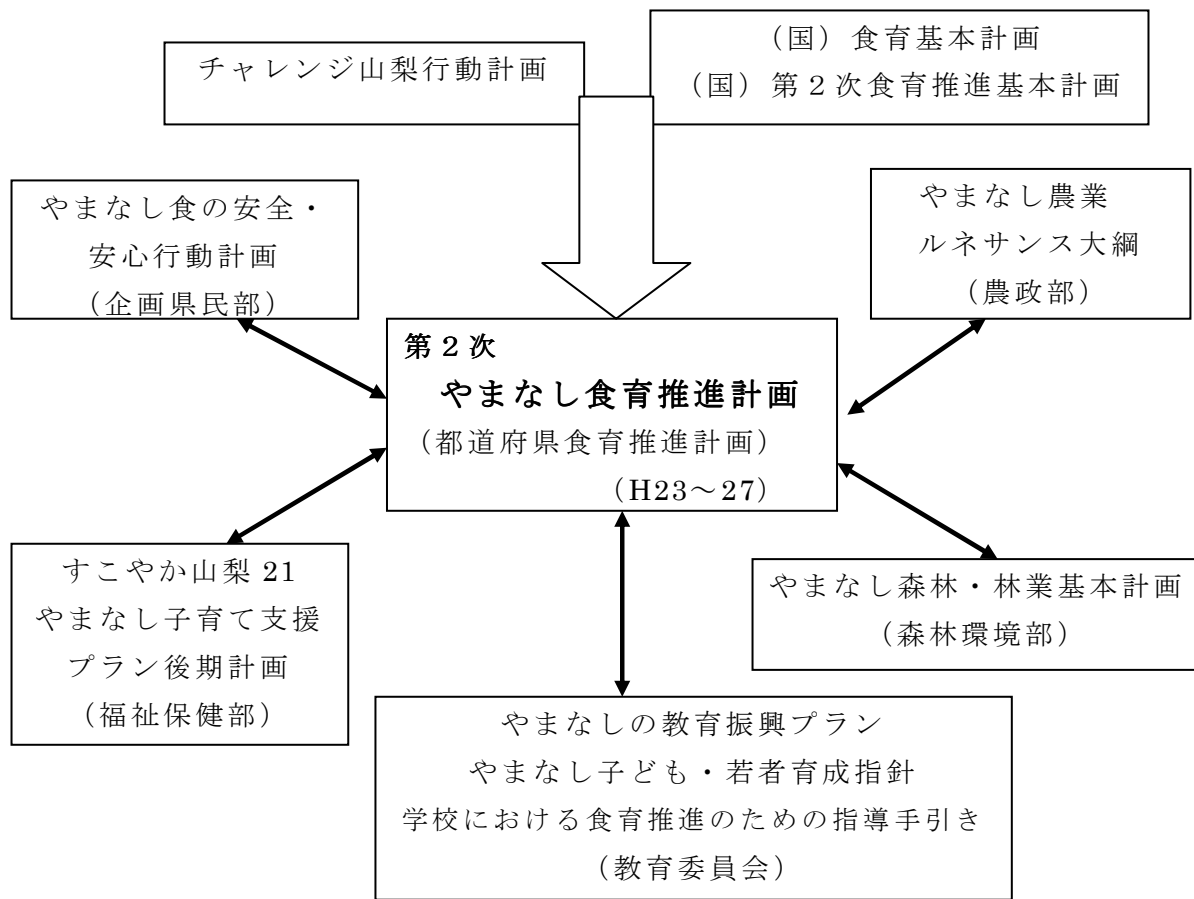 チャレンジ山梨行動計画
（国）食育基本計画
（国）第２次食育推進基本計画
やまなし食の安全・
安心行動計画
（企画県民部）
やまなし農業
ルネサンス大綱
（農政部）
第２次
やまなし食育推進計画
（都道府県食育推進計画）
（H23～27）
すこやか山梨 21
やまなし子育て支援
プラン後期計画
（福祉保健部）
やまなし森林・林業基本計画
（森林環境部）
やまなしの教育振興プラン
やまなし子ども・若者育成指針
学校における食育推進のための指導手引き
（教育委員会）